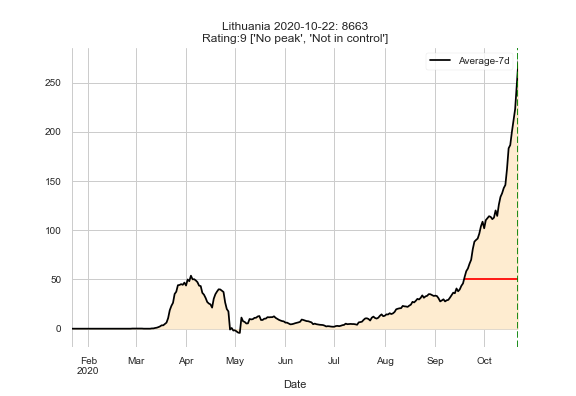 Lithuania 2020-10-22: 8663
Rating:9 ['No peak', 'Not in control']
Average-7d
250
200
150
100
50
0
Feb Mar Apr May Jun Jul Aug Sep Oct
2020
Date